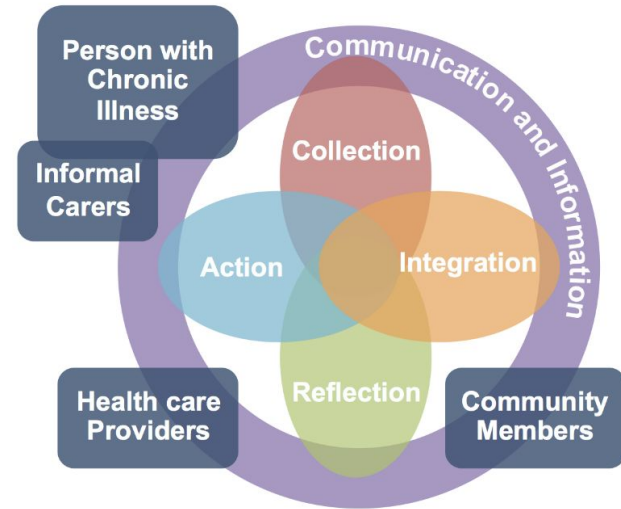 Person with
Chronic
Illness
Communication and Information
Collection
Informal
Carers
Action
Integration
Reflection
Health care
Providers
Community
Members